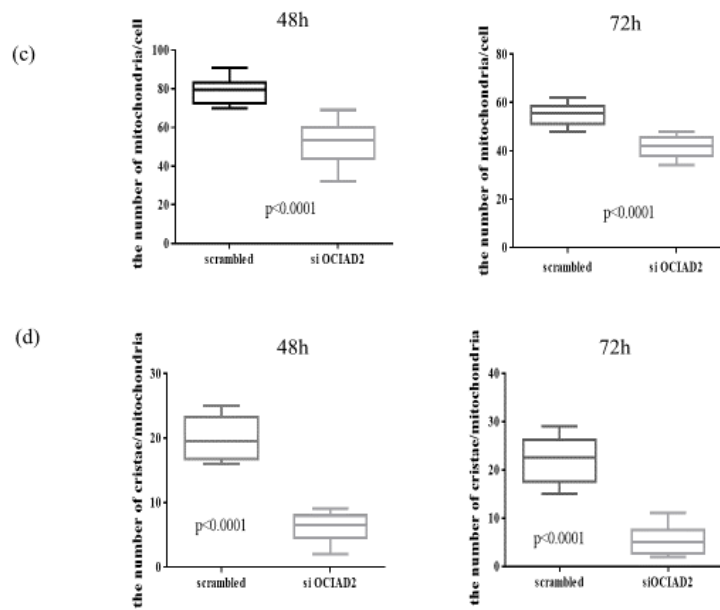 (c)
48h
the number of mitochondria/cell
100
80
60
40
20
0
p<0.0001
scrambled
si OCIAD2
72h
the number of mitochondria/cell
80
60
40
20
0
p<0.0001
scrambled
si OCIAD2
(d)
48h
the number of cristae/mitochondria
30
20
10
0
p<0.0001
scrambled
si OCIAD2
72h
the number of cristae/mitochondria
40
30
20
10
0
p<0.0001
scrambled
siOCIAD2